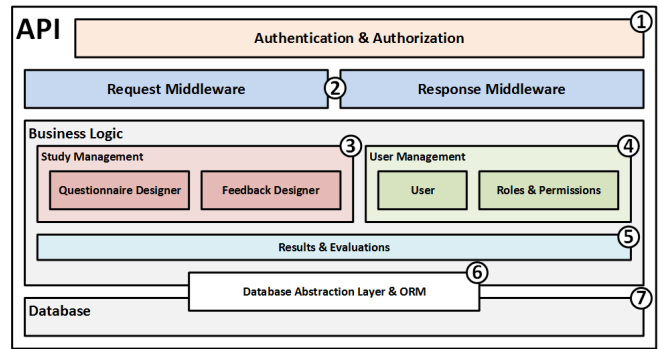 API
1
Authentication & Authorization
Request Middleware
2
Response Middleware
Business Logic
Study Management
3
Questionnaire Designer
Feedback Designer
User Management
4
User
Roles & Permissions
Results & Evaluations
5
6
Database Abstraction Layer & ORM
Database
7